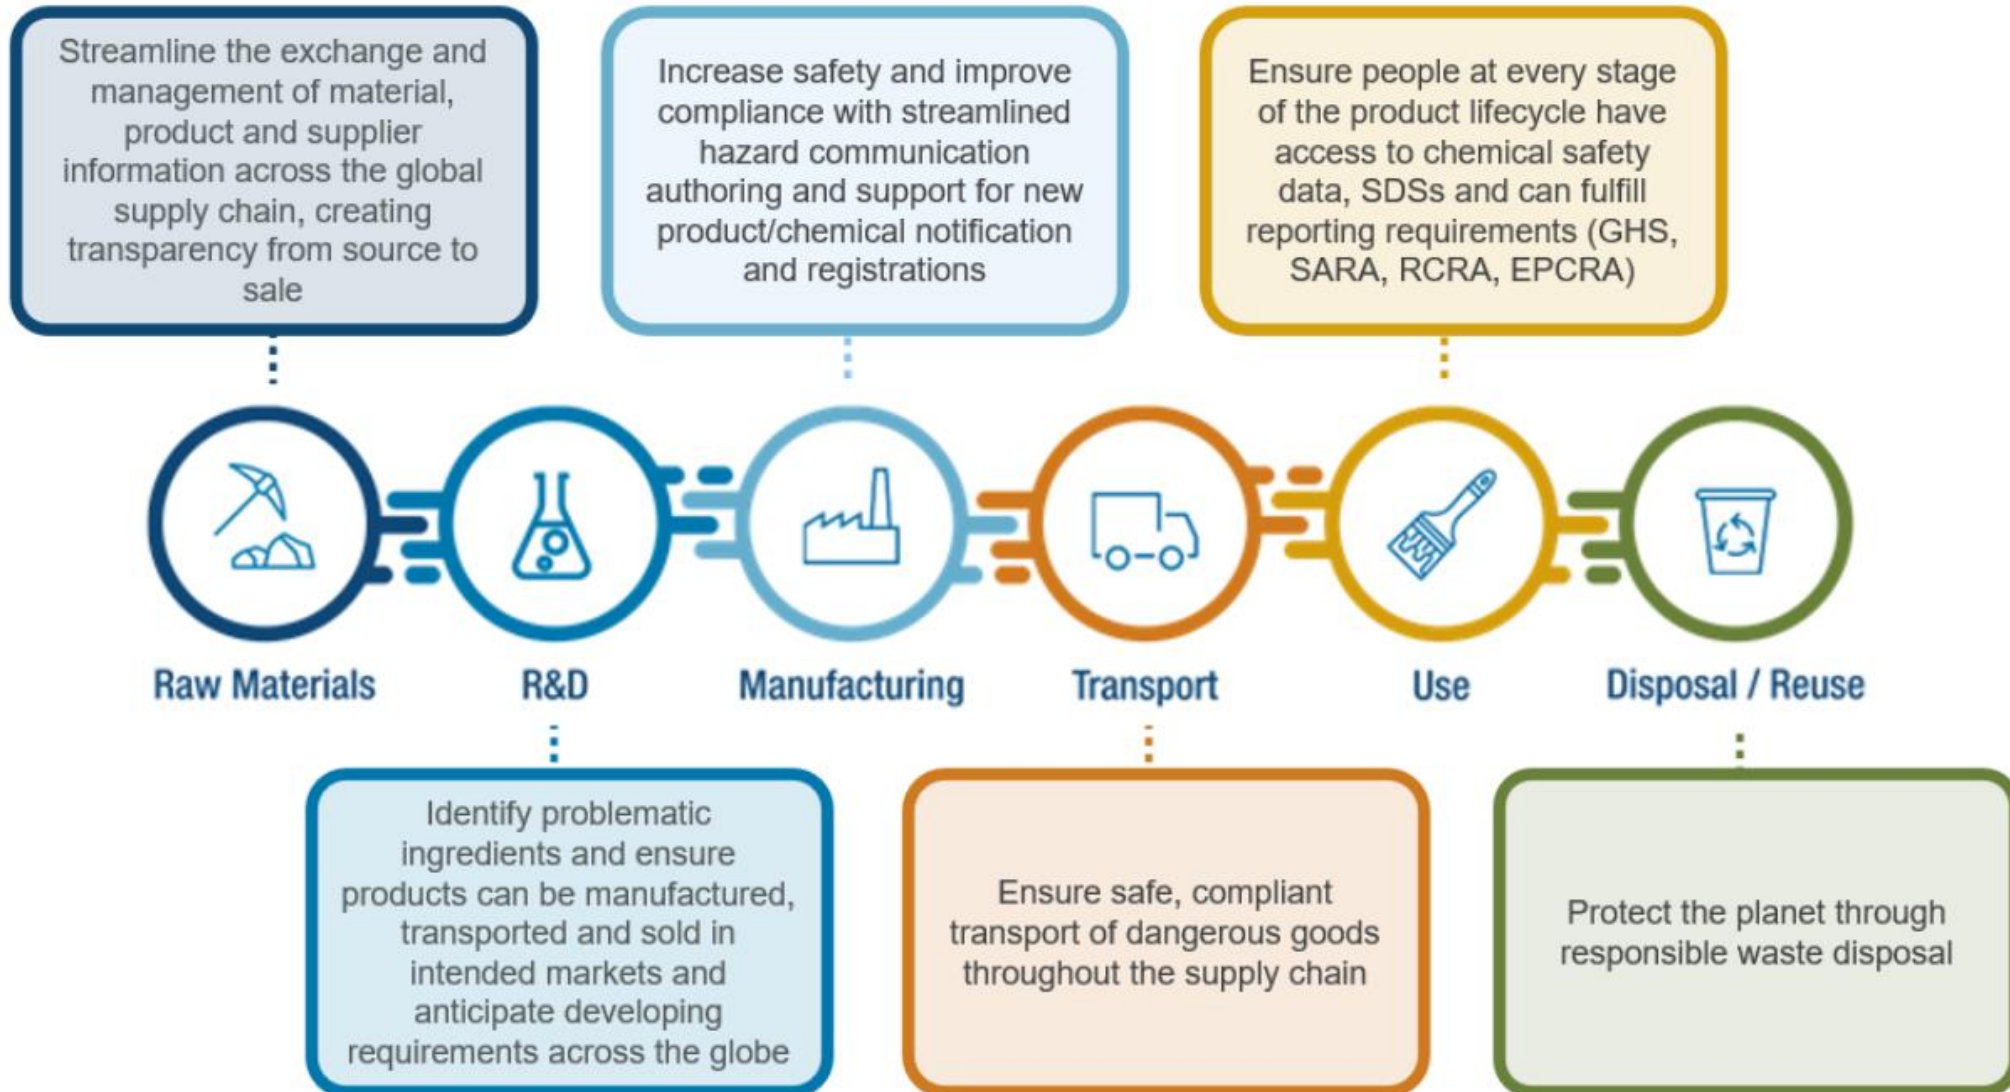 Streamline the exchange and
management of material,
product and supplier
information across the global
supply chain, creating
transparency from source to
sale
Increase safety and improve
compliance with streamlined
hazard communication
authoring and support for new
product/chemical notification
and registrations
Ensure people at every stage
of the product lifecycle have
access to chemical safety
data, SDSs and can fulfill
reporting requirements (GHS,
SARA, RCRA, EPCRA)
Raw Materials
R&D
Manufacturing
Transport
Use
Disposal / Reuse
Identify problematic
ingredients and ensure
products can be manufactured,
transported and sold in
intended markets and
anticipate developing
requirements across the globe
Ensure safe, compliant
transport of dangerous goods
throughout the supply chain
Protect the planet through
responsible waste disposal